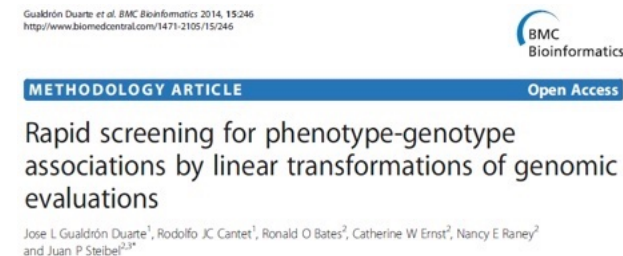 Gualdrón Duarte et al. BMC Bioinformatics 2014, 15:246
http://www.biomedcentral.com/1471-2105/15/246
BMC
Bioinformatics
METHODOLOGY ARTICLE
Open Access
Rapid screening for phenotype-genotype
associations by linear transformations of genomic
evaluations
Jose L Gualdrón Duarte1, Rodolfo JC Cantet1, Ronald O Bates2, Catherine W Ernst2, Nancy E Raney2
and Juan P Steibel2,3*